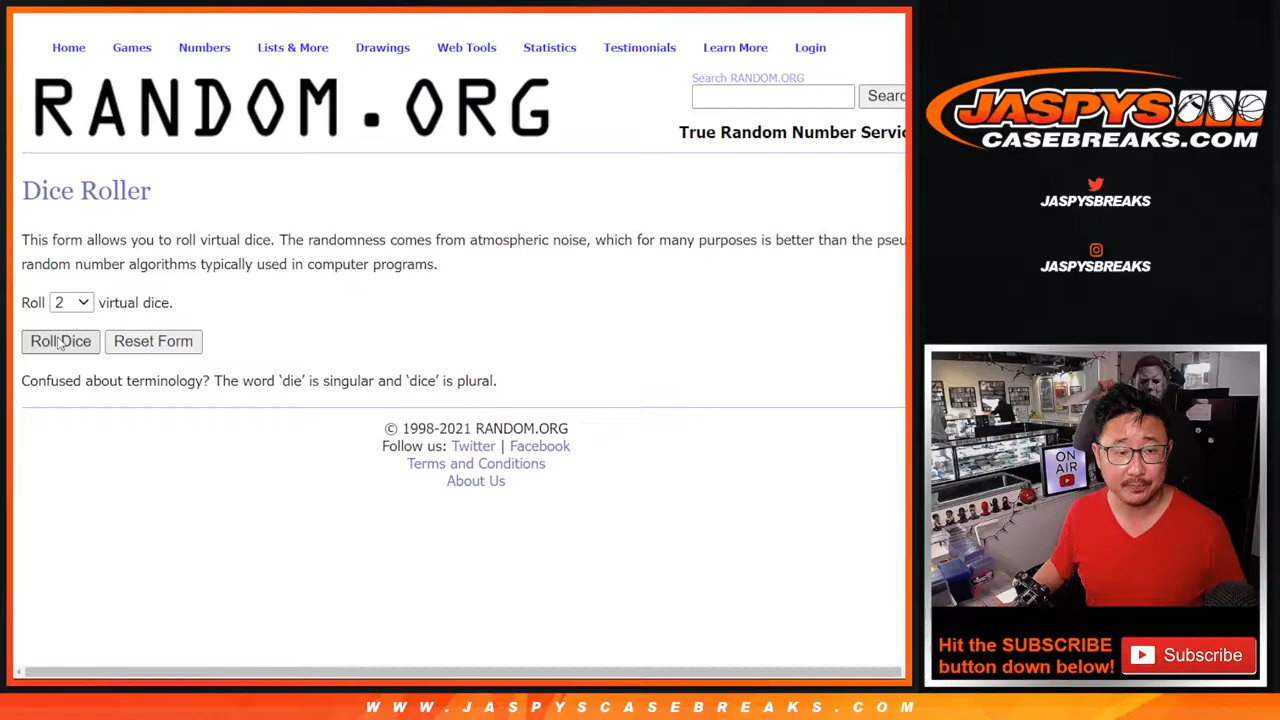 Home Games Numbers Lists & More Drawings Web Tools Statistics Testimonials Learn More Login
RANDOM.ORG
Search RANDOM.ORG
Searc
True Random Number Servic
Dice Roller
This form allows you to roll virtual dice. The randomness comes from atmospheric noise, which for many purposes is better than the pseu
random number algorithms typically used in computer programs.
Roll 2 virtual dice.
Roll Dice Reset Form
Confused about terminology? The word ‘die’ is singular and ‘dice’ is plural.
© 1998-2021 RANDOM.ORG
Follow us: Twitter | Facebook
Terms and Conditions
About Us
JASPYS
CASEBREAKS.COM
JASPYSBREAKS
JASPYSBREAKS
ON
AIR
Hit the SUBSCRIBE
button down below!
Subscribe
WWW.JASPYSCASEBREAKS.COM